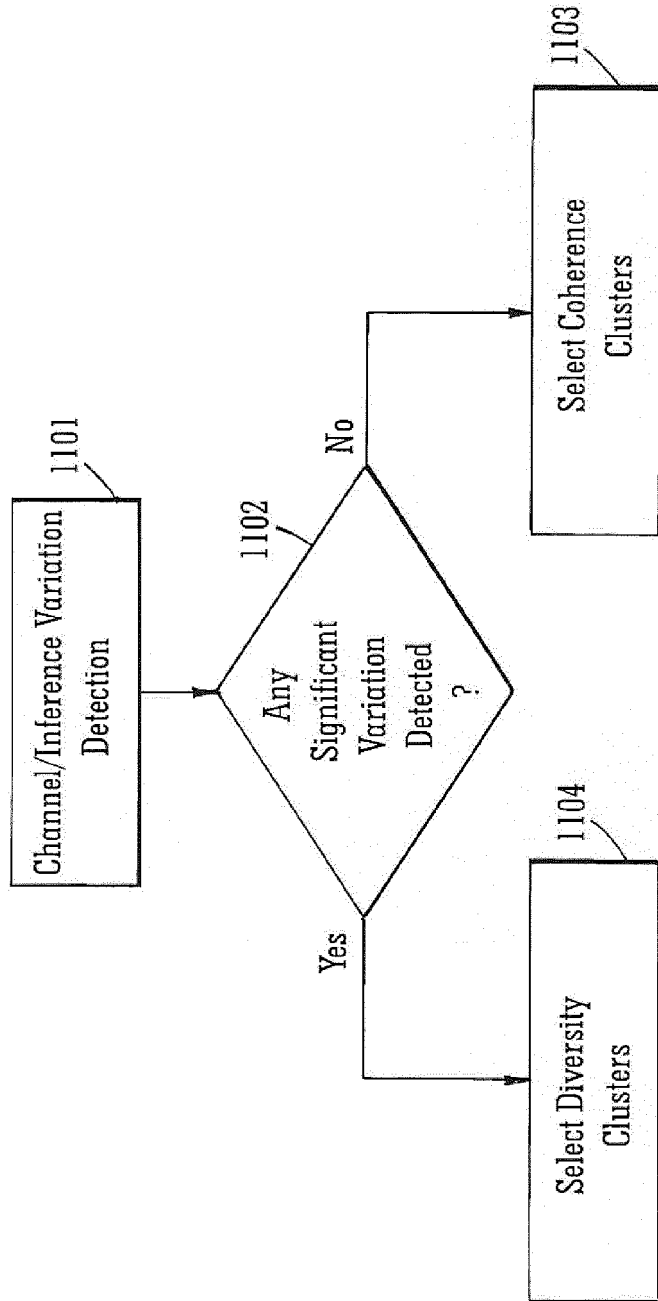 1101
Channel/Inference Variation
Detection
1102
Any
Significant
Variation
Detected
?
Yes
No
1104
Select Diversity
Clusters
1103
Select Coherence
Clusters